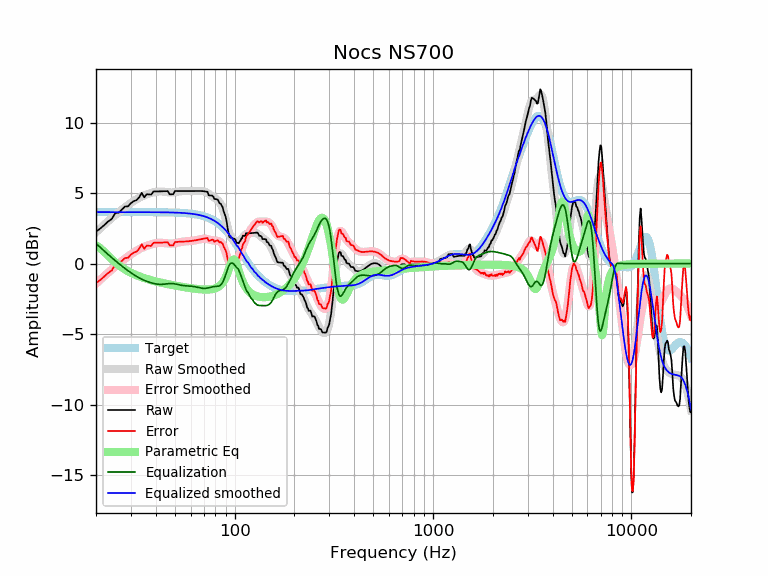 Nocs NS700
Amplitude (dBr)
10
5
0
−5
−10
−15
Target
Raw Smoothed
Error Smoothed
Raw
Error
Parametric Eq
Equalization
Equalized smoothed
100
1000
10000
Frequency (Hz)